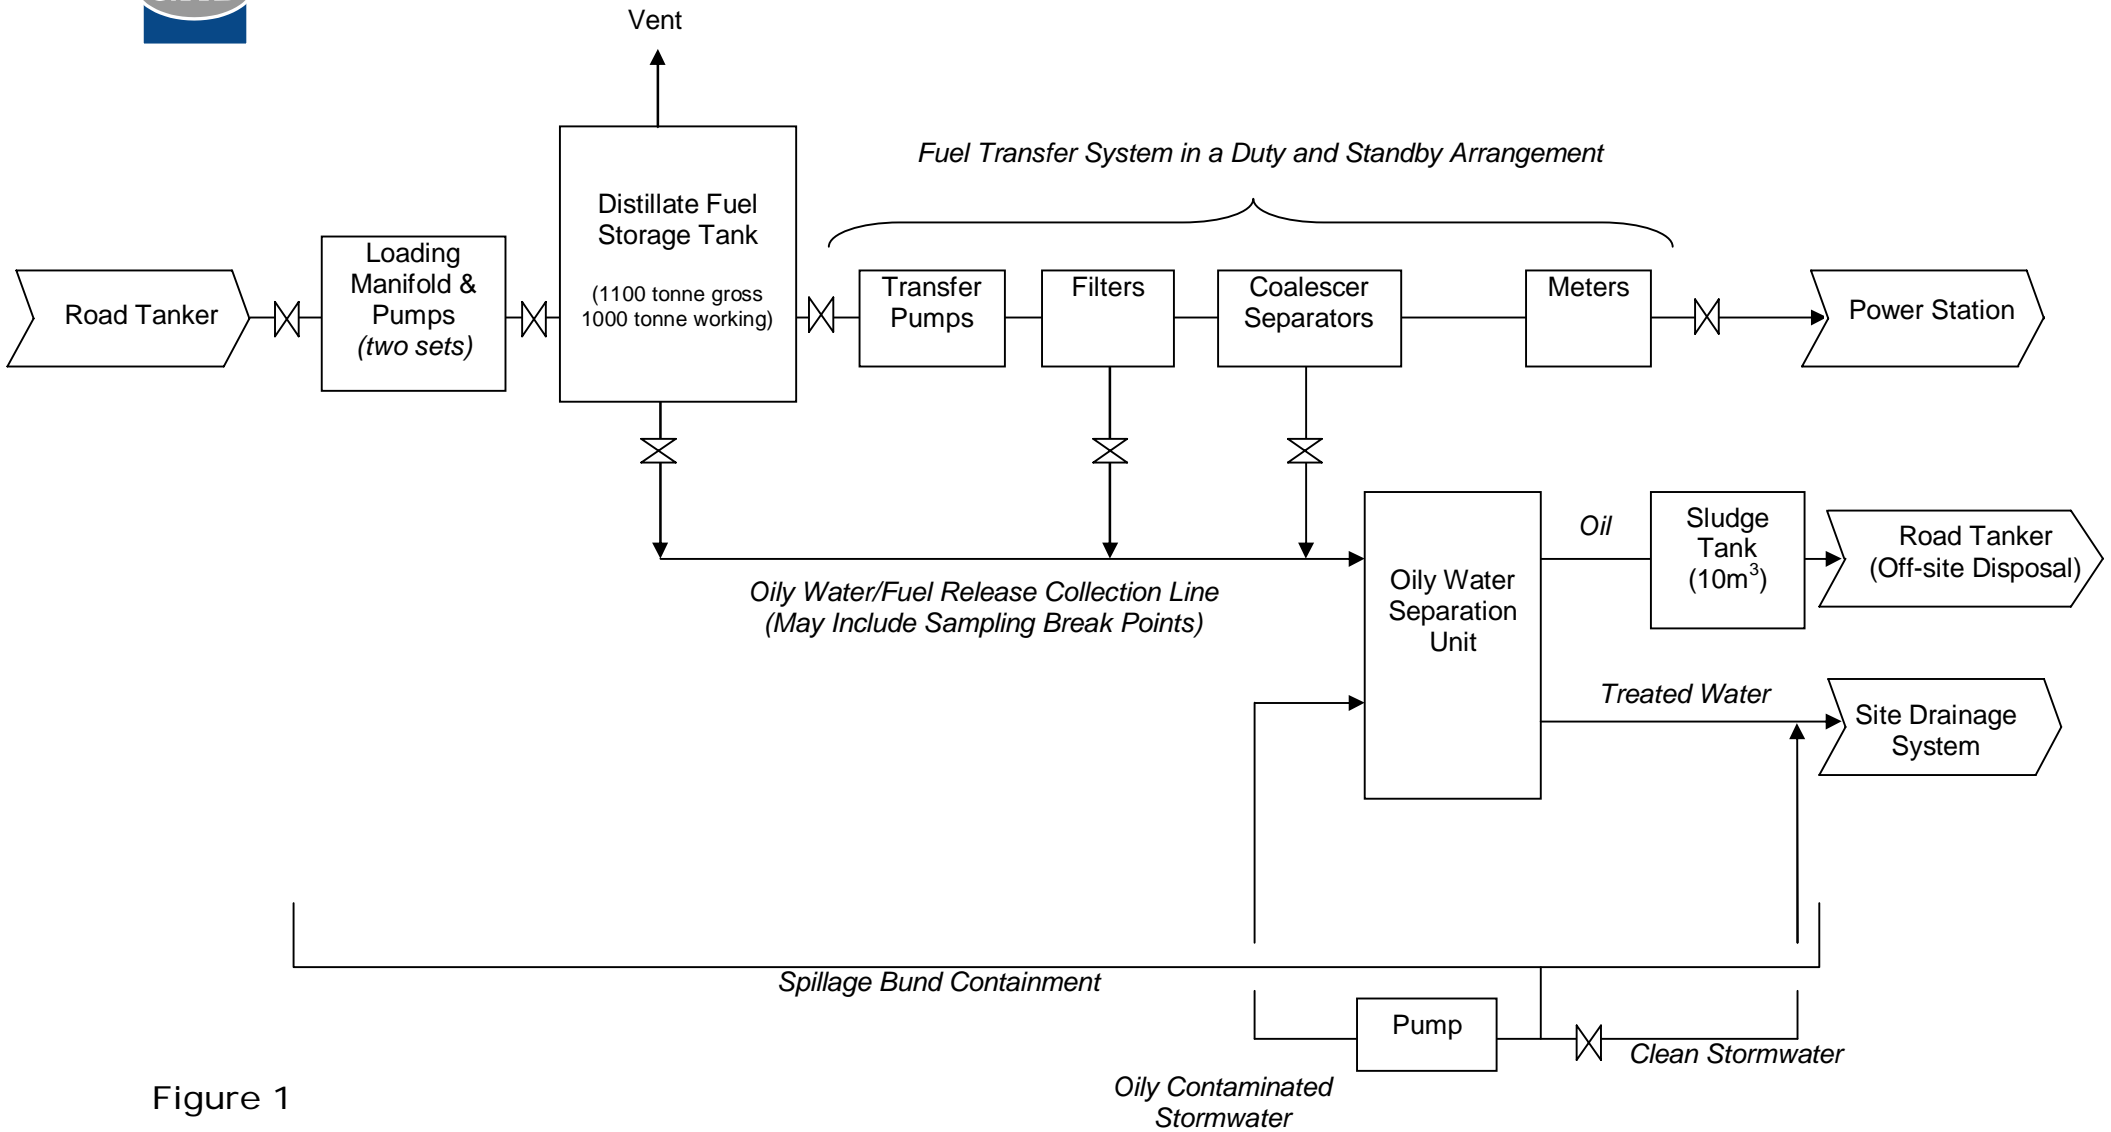 Vent
Fuel Transfer System in a Duty and Standby Arrangement
Road Tanker
Loading
Manifold &
Pumps
(two sets)
Distillate Fuel
Storage Tank
(1100 tonne gross
1000 tonne working)
Transfer
Pumps
Filters
Coalescer
Separators
Meters
Power Station
Oily Water/Fuel Release Collection Line
(May Include Sampling Break Points)
Oily Water
Separation
Unit
Oil
Sludge
Tank
(10m³)
Road Tanker
(Off-site Disposal)
Treated Water
Site Drainage
System
Spillage Bund Containment
Pump
Clean Stormwater
Oily Contaminated
Stormwater
Figure 1